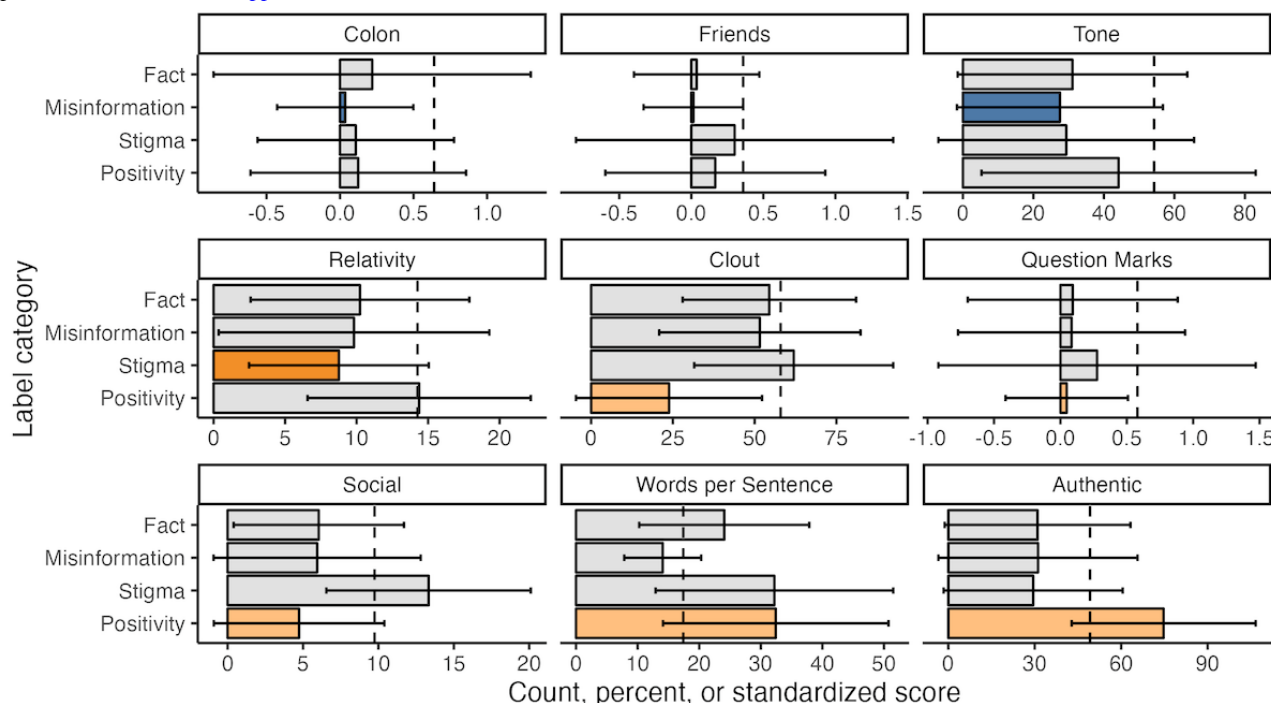 Colon Friends Tone
Fact
Misinformation
Stigma
Positivity
-0.5 0.0 0.5 1.0 -0.5 0.0 0.5 1.0 1.5 0 20 40 60 80
Relativity Clout Question Marks
Fact
Misinformation
Stigma
Positivity
0 5 10 15 20 0 25 50 75 -1.0 -0.5 0.0 0.5 1.0 1.5
Social Words per Sentence Authentic
Fact
Misinformation
Stigma
Positivity
0 5 10 15 20 0 10 20 30 40 50 0 30 60 90
Label category
Count, percent, or standardized score